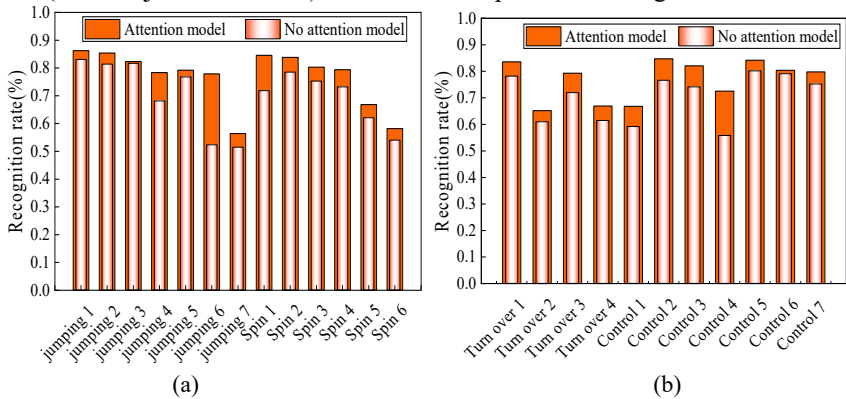 Attention model
No attention model
Recognition rate(%)
1.0
0.9
0.8
0.7
0.6
0.5
0.4
0.3
0.2
0.1
0.0
jumping 1
jumping 2
jumping 3
jumping 4
jumping 5
jumping 6
jumping 7
Spin 1
Spin 2
Spin 3
Spin 4
Spin 5
Spin 6
(a)
Attention model
No attention model
Recognition rate(%)
1.0
0.9
0.8
0.7
0.6
0.5
0.4
0.3
0.2
0.1
0.0
Turn over 1
Turn over 2
Turn over 3
Turn over 4
Control 1
Control 2
Control 3
Control 4
Control 5
Control 6
Control 7
(b)